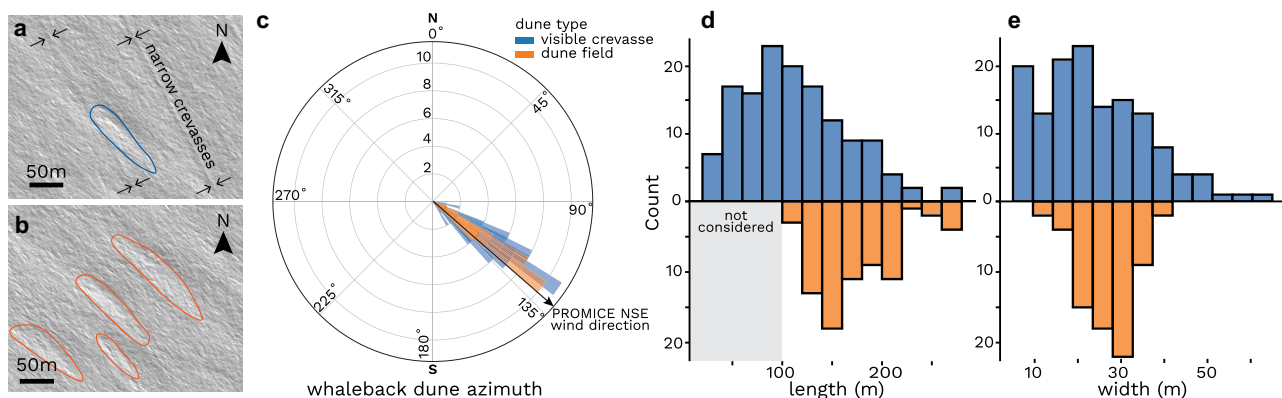 a
N
narrow crevasses
50m
b
N
50m
c
dune type
visible crevasse
dune field
N
0°
45°
90°
135°
180°
S
225°
270°
315°
10
8
6
4
2
PROMICE NSE
wind direction
whaleback dune azimuth
d
20
10
0
10
20
Count
not
considered
100
200
length (m)
e
20
10
0
10
20
10
30
50
width (m)